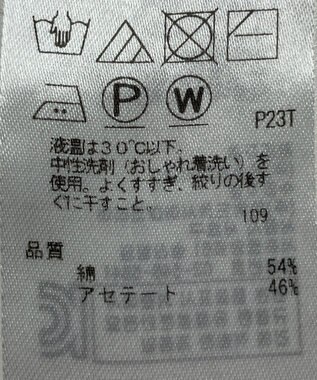 P W
P23T
液温は30℃以下。
中性洗剤（おしゃれ着洗い）を
使用。よくすすぎ、絞りの後す
ぐに干すこと。
109
品質
綿 54%
アセテート 46%